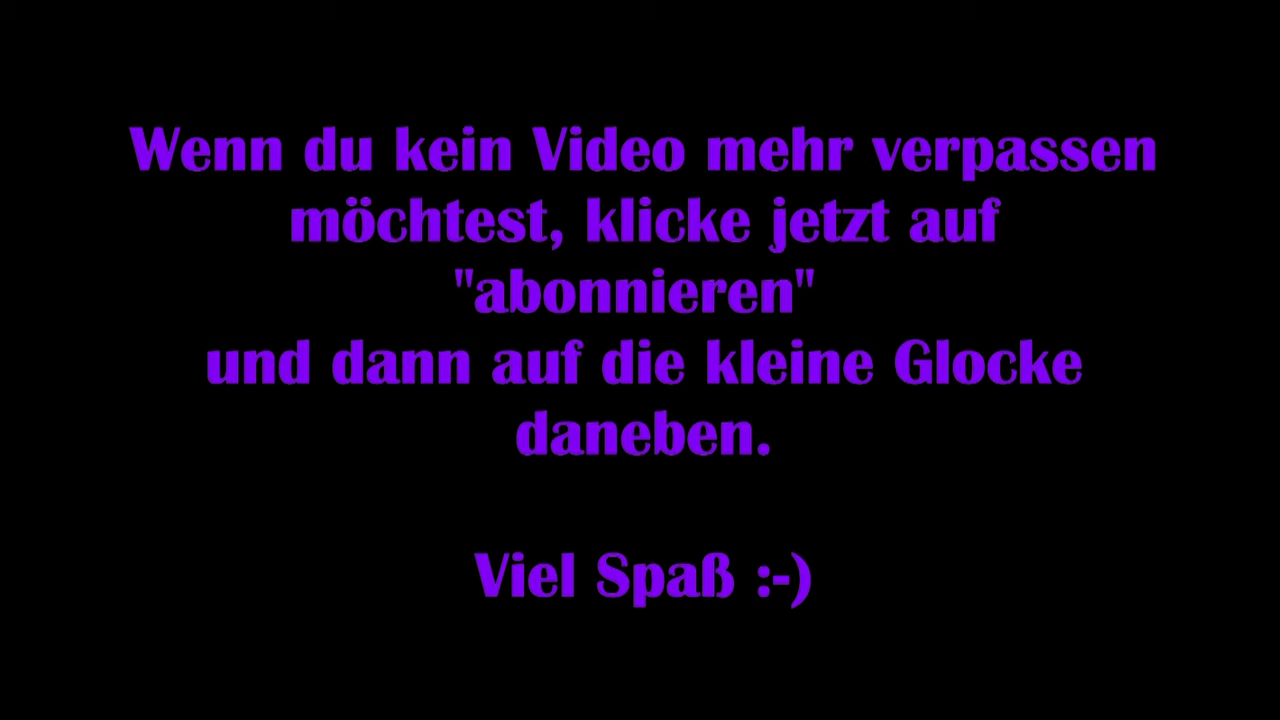 Wenn du kein Video mehr verpassen
möchtest, klicke jetzt auf
"abonnieren"
und dann auf die kleine Glocke
daneben.
Viel Spaß :-)